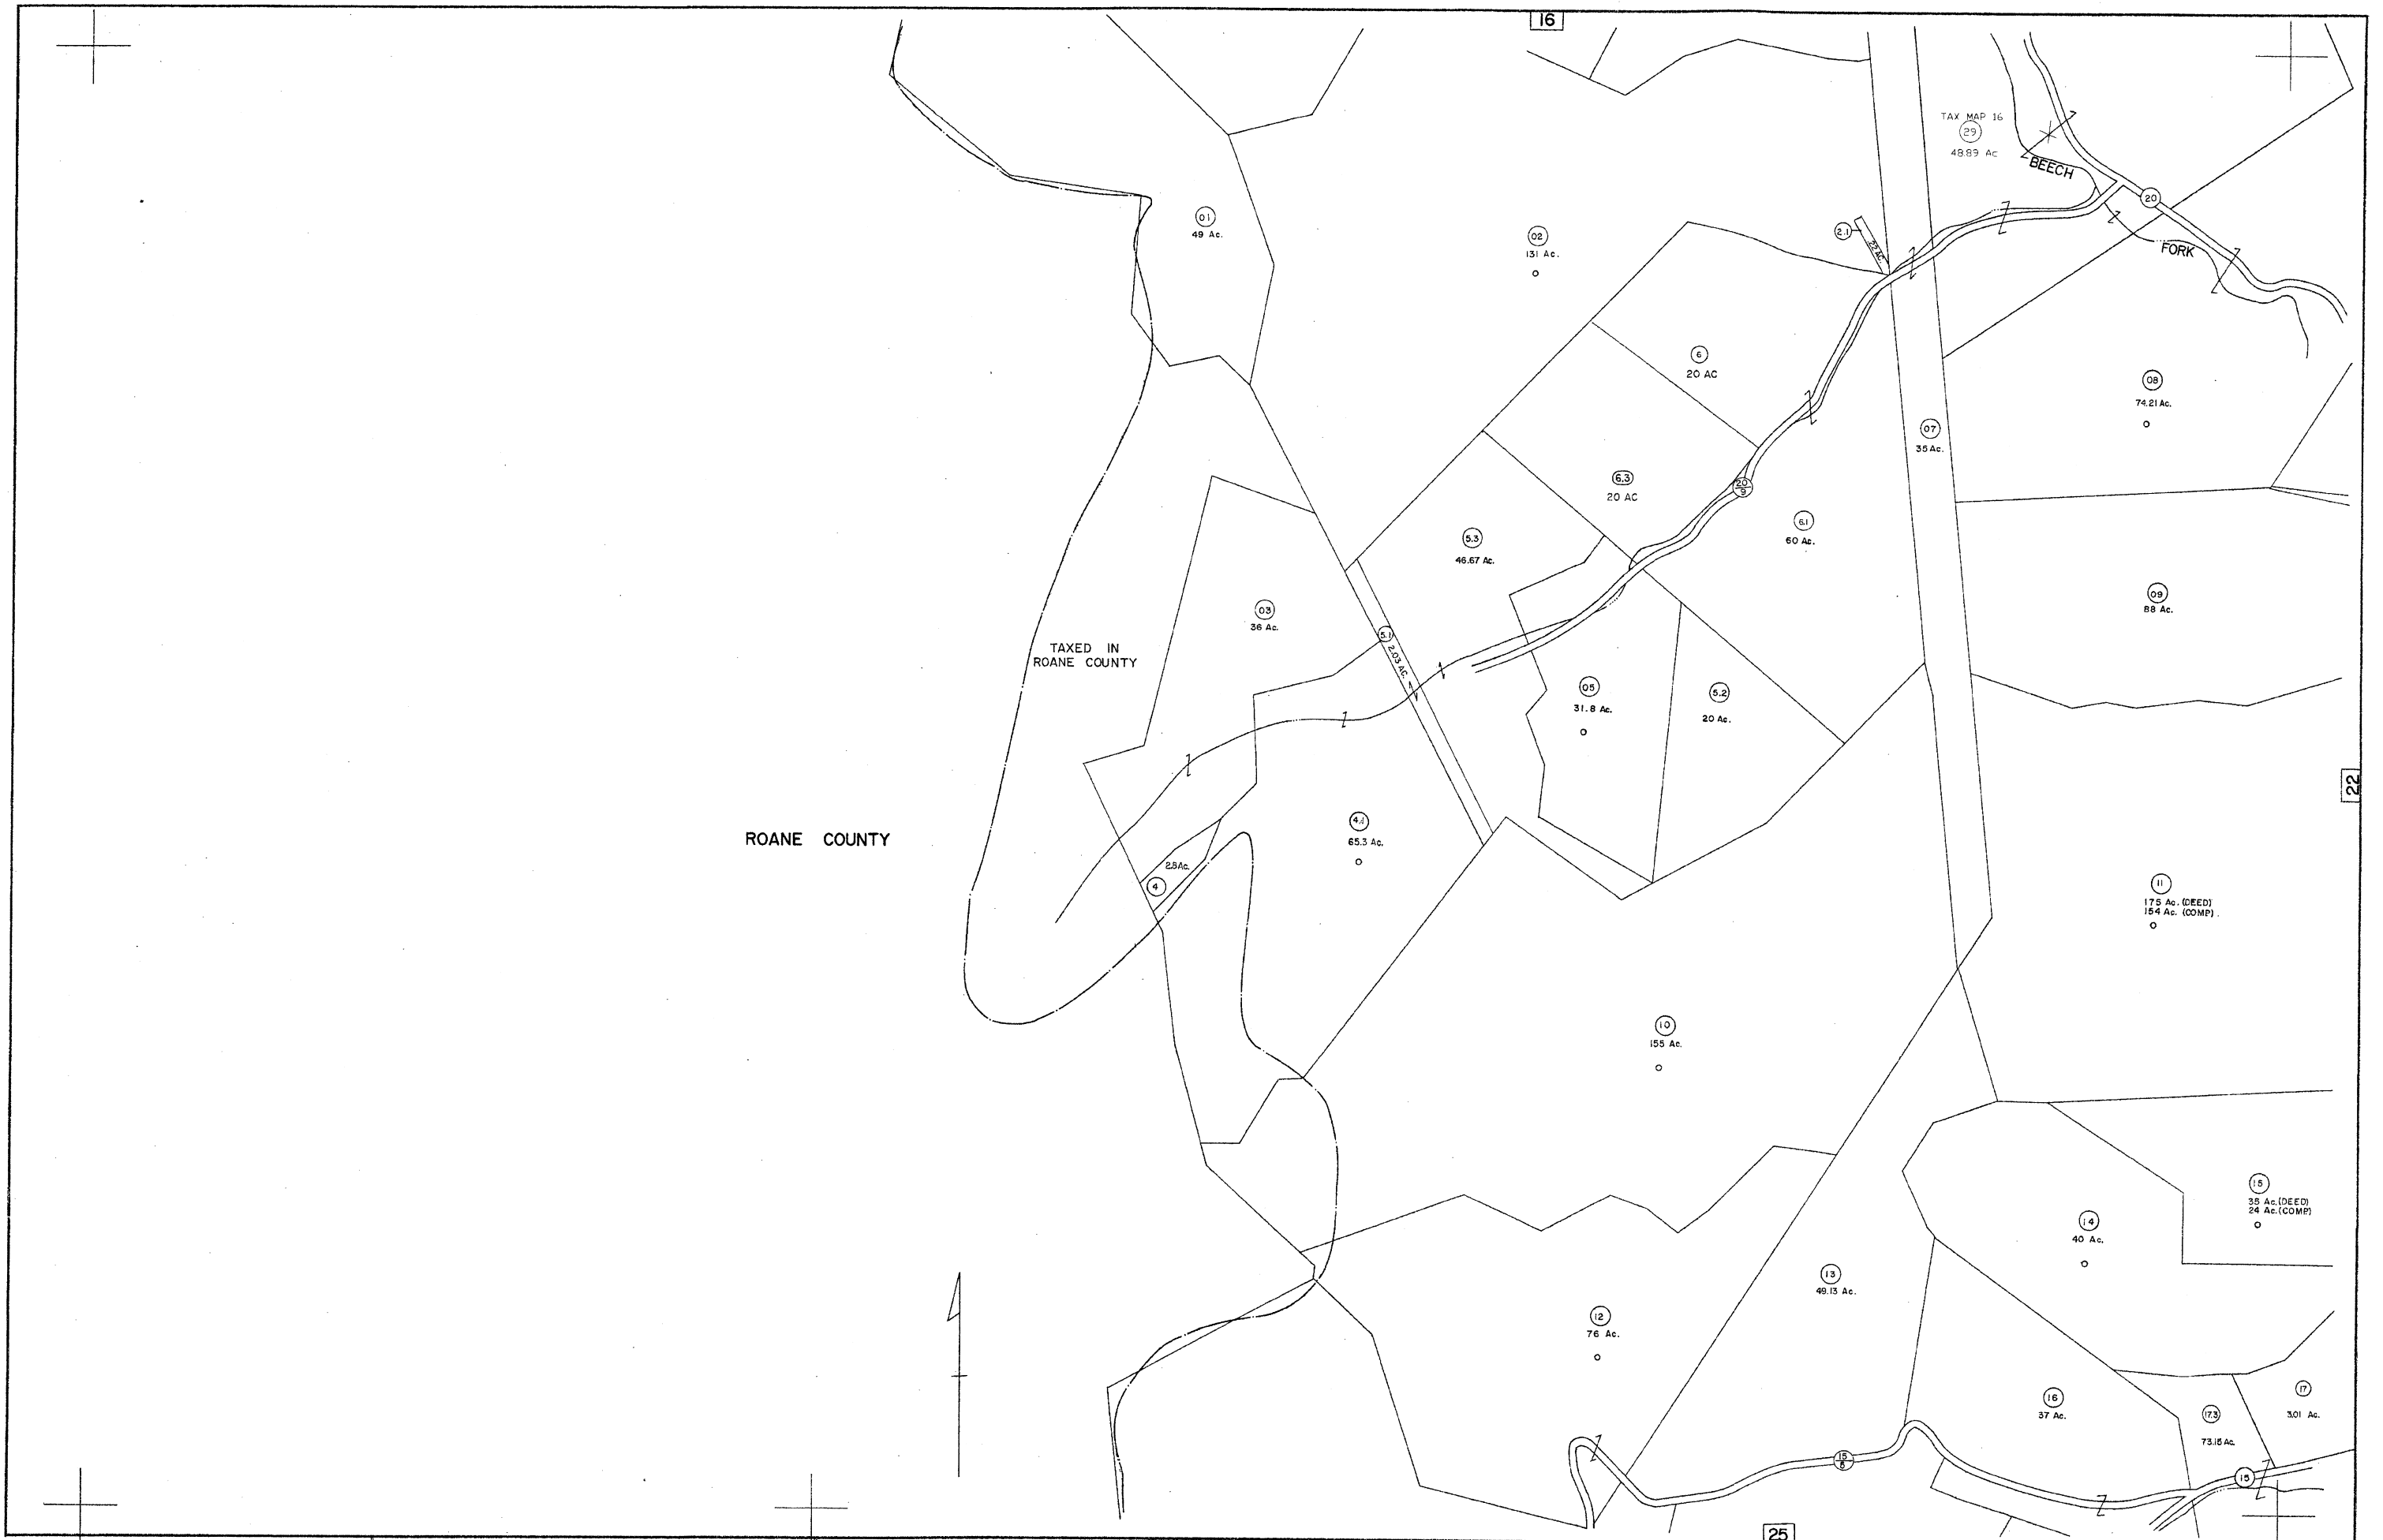 16
TAX MAP 16
29
48.89 Ac
BEECH
FORK
20
01
49 Ac.
02
131 Ac.
2.1
.22 AC.
6
20 AC
08
74.21 Ac.
07
35 Ac.
6.3
20 AC
20
9
6.1
60 Ac.
5.3
46.67 Ac.
09
88 Ac.
03
36 Ac.
5.1
2.03 AC.
TAXED IN
ROANE COUNTY
05
31.8 Ac.
5.2
20 Ac.
22
ROANE COUNTY
4.1
65.3 Ac.
4
11
175 Ac. (DEED)
154 Ac. (COMP).
10
155 Ac.
15
35 Ac. (DEED)
24 Ac. (COMP)
14
40 Ac.
13
49.13 Ac.
12
76 Ac.
16
37 Ac.
17.3
73.15 Ac.
17
3.01 Ac.
15
15
25